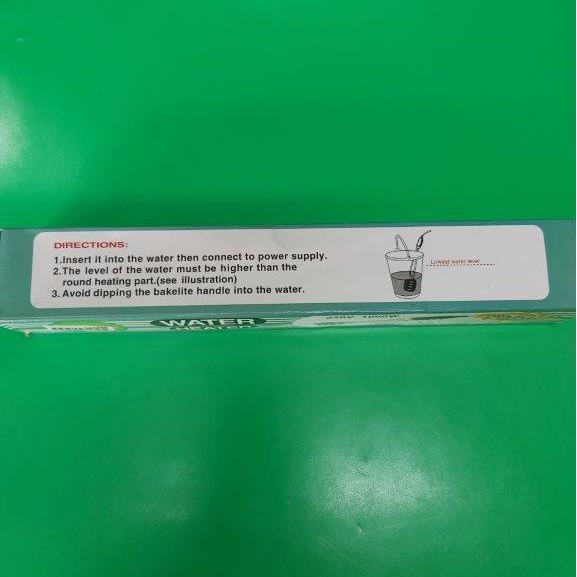 DIRECTIONS:
1.Insert it into the water then connect to power supply.
2.The level of the water must be higher than the
round heating part.(see illustration)
3. Avoid dipping the bakelite handle into the water.
Lowest water level
WATER